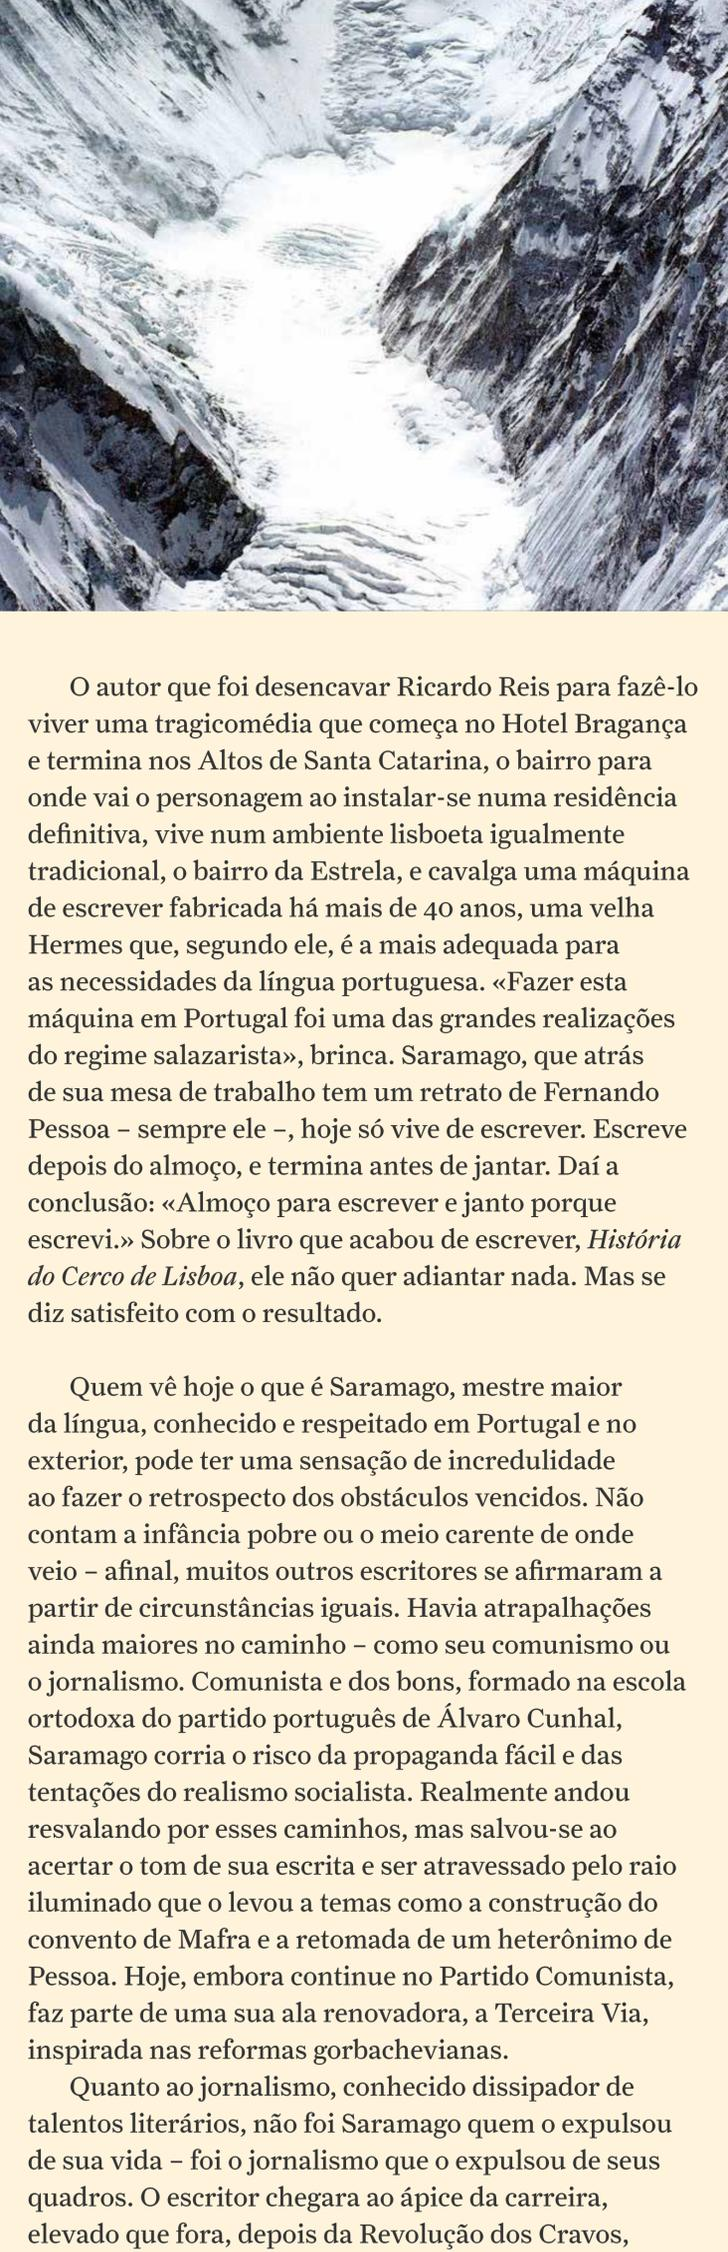 O autor que foi desencavar Ricardo Reis para fazê-lo
viver uma tragicomédia que começa no Hotel Bragança
e termina nos Altos de Santa Catarina, o bairro para
onde vai o personagem ao instalar-se numa residência
definitiva, vive num ambiente lisboeta igualmente
tradicional, o bairro da Estrela, e cavalga uma máquina
de escrever fabricada há mais de 40 anos, uma velha
Hermes que, segundo ele, é a mais adequada para
as necessidades da língua portuguesa. «Fazer esta
máquina em Portugal foi uma das grandes realizações
do regime salazarista», brinca. Saramago, que atrás
de sua mesa de trabalho tem um retrato de Fernando
Pessoa – sempre ele –, hoje só vive de escrever. Escreve
depois do almoço, e termina antes de jantar. Daí a
conclusão: «Almoço para escrever e janto porque
escrevi.» Sobre o livro que acabou de escrever, História
do Cerco de Lisboa, ele não quer adiantar nada. Mas se
diz satisfeito com o resultado.
Quem vê hoje o que é Saramago, mestre maior
da língua, conhecido e respeitado em Portugal e no
exterior, pode ter uma sensação de incredulidade
ao fazer o retrospecto dos obstáculos vencidos. Não
contam a infância pobre ou o meio carente de onde
veio – afinal, muitos outros escritores se afirmaram a
partir de circunstâncias iguais. Havia atrapalhações
ainda maiores no caminho – como seu comunismo ou
o jornalismo. Comunista e dos bons, formado na escola
ortodoxa do partido português de Álvaro Cunhal,
Saramago corria o risco da propaganda fácil e das
tentações do realismo socialista. Realmente andou
resvalando por esses caminhos, mas salvou-se ao
acertar o tom de sua escrita e ser atravessado pelo raio
iluminado que o levou a temas como a construção do
convento de Mafra e a retomada de um heterônimo de
Pessoa. Hoje, embora continue no Partido Comunista,
faz parte de uma sua ala renovadora, a Terceira Via,
inspirada nas reformas gorbachevianas.
Quanto ao jornalismo, conhecido dissipador de
talentos literários, não foi Saramago quem o expulsou
de sua vida – foi o jornalismo que o expulsou de seus
quadros. O escritor chegara ao ápice da carreira,
elevado que fora, depois da Revolução dos Cravos,